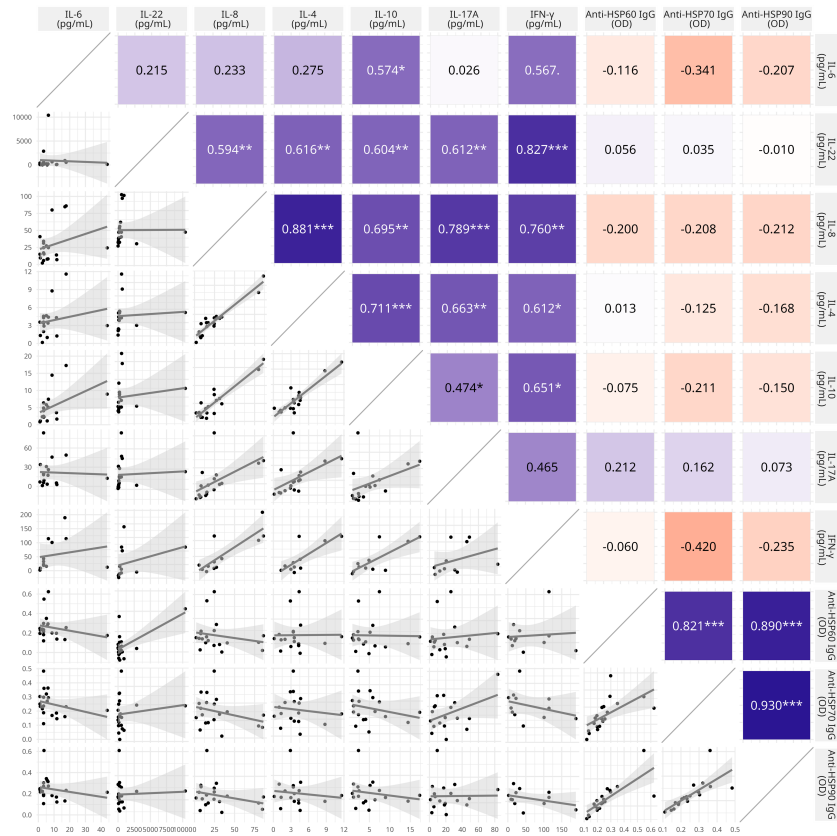 IL-6 IL-22 IL-8 IL-4 IL-10 IL-17A IFN-γ Anti-HSP60 IgG Anti-HSP70 IgG Anti-HSP90 IgG
(pg/mL) (pg/mL) (pg/mL) (pg/mL) (pg/mL) (pg/mL) (pg/mL) (OD) (OD) (OD)
0.215 0.233 0.275 0.574* 0.026 0.567. -0.116 -0.341 -0.207
IL-6
(pg/mL)
10000
5000
0
0.594** 0.616** 0.604** 0.612** 0.827*** 0.056 0.035 -0.010
IL-22
(pg/mL)
100
75
50
25
0
0.881*** 0.695** 0.789*** 0.760** -0.200 -0.208 -0.212
IL-8
(pg/mL)
12
6
3
0
0.711*** 0.663** 0.612* 0.013 -0.125 -0.168
IL-4
(pg/mL)
20
15
10
5
0
0.474* 0.651* -0.075 -0.211 -0.150
IL-10
(pg/mL)
60
30
0
0.465 0.212 0.162 0.073
IL-17A
(pg/mL)
200
150
100
50
0
-0.060 -0.420 -0.235
IFN-γ
(pg/mL)
0.6
0.4
0.2
0.0
0.821*** 0.890***
Anti-HSP60 IgG
(OD)
0.5
0.4
0.3
0.2
0.1
0.0
0.930***
Anti-HSP70 IgG
(OD)
0.6
0.4
0.2
0.0
Anti-HSP90 IgG
(OD)
0 10 20 30 40 0 2500 5000 7500 10000 25 50 75 0 3 6 9 12 5 10 15 0 20 40 60 80 0 50 100 150 0.1 0.2 0.3 0.4 0.5 0.6 0.1 0.2 0.3 0.4 0.5